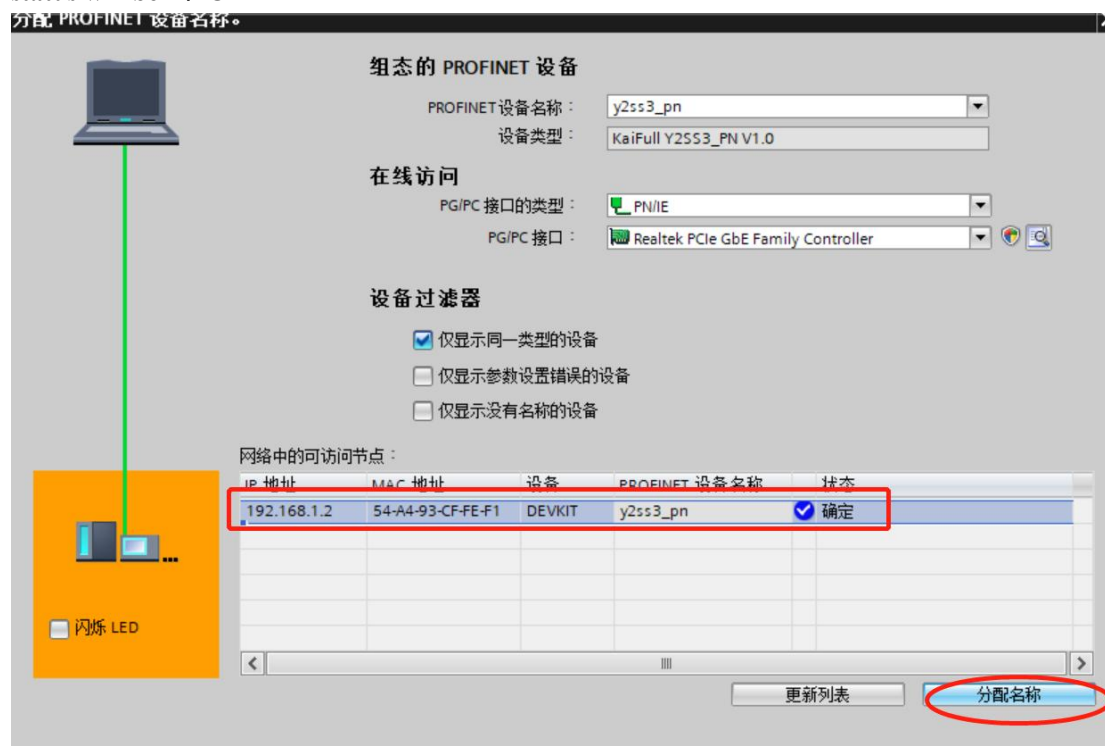 分配 PROFINET 设备名称。
组态的 PROFINET 设备
PROFINET设备名称： y2ss3_pn
设备类型： KaiFull Y2SS3_PN V1.0
在线访问
PG/PC 接口的类型： PN/IE
PG/PC 接口： Realtek PCIe GbE Family Controller
设备过滤器
仅显示同一类型的设备
仅显示参数设置错误的设备
仅显示没有名称的设备
网络中的可访问节点：
IP 地址 MAC 地址 设备 PROFINET 设备名称 状态
192.168.1.2 54-A4-93-CF-FE-F1 DEVKIT y2ss3_pn 确定
闪烁 LED
更新列表 分配名称